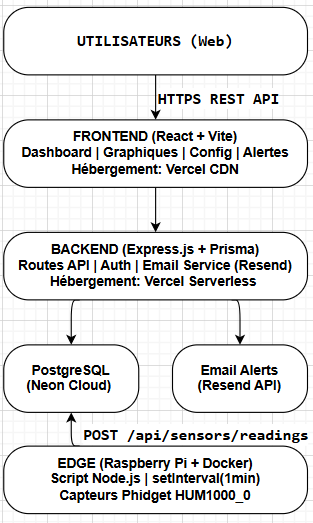 UTILISATEURS (Web)
HTTPS REST API
FRONTEND (React + Vite)
Dashboard | Graphiques | Config | Alertes
Hébergement: Vercel CDN
BACKEND (Express.js + Prisma)
Routes API | Auth | Email Service (Resend)
Hébergement: Vercel Serverless
PostgreSQL
(Neon Cloud)
Email Alerts
(Resend API)
POST /api/sensors/readings
EDGE (Raspberry Pi + Docker)
Script Node.js | setInterval(1min)
Capteurs Phidget HUM1000_0